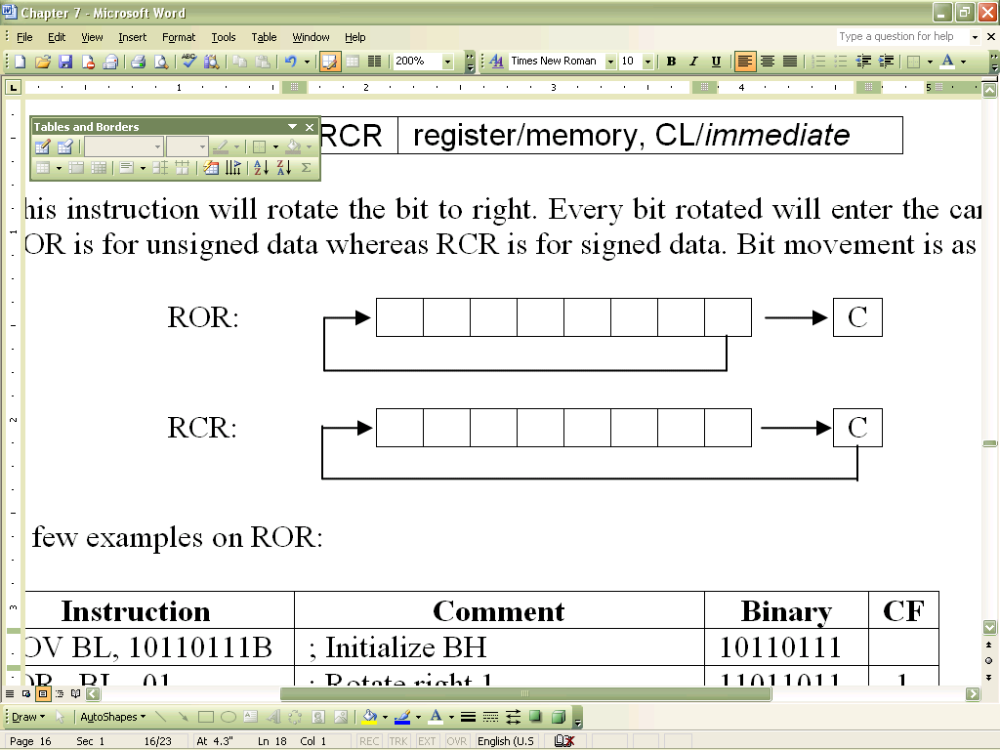 Chapter 7 - Microsoft Word
File Edit View Insert Format Tools Table Window Help Type a question for help
200% Times New Roman 10 B I U A
L 1 2 3 4 5
Tables and Borders
RCR register/memory, CL/immediate
his instruction will rotate the bit to right. Every bit rotated will enter the car
OR is for unsigned data whereas RCR is for signed data. Bit movement is as
ROR: C
RCR: C
few examples on ROR:
Instruction Comment Binary CF
OV BL, 10110111B ; Initialize BH 10110111
OR BL, 01 ; Rotate right 1 11011011 1
Draw AutoShapes A
Page 16 Sec 1 16/23 At 4.3" Ln 18 Col 1 REC TRK EXT OVR English (U.S